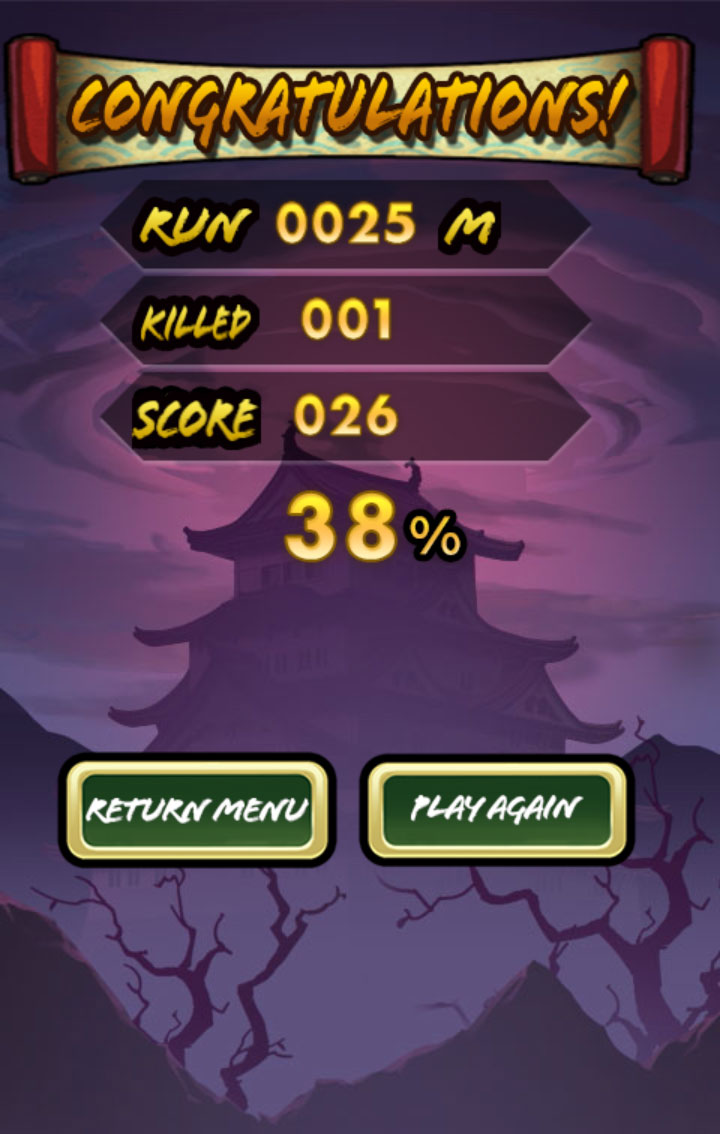 CONGRATULATIONS!
RUN 0025 M
KILLED 001
SCORE 026
38%
RETURN MENU
PLAY AGAIN